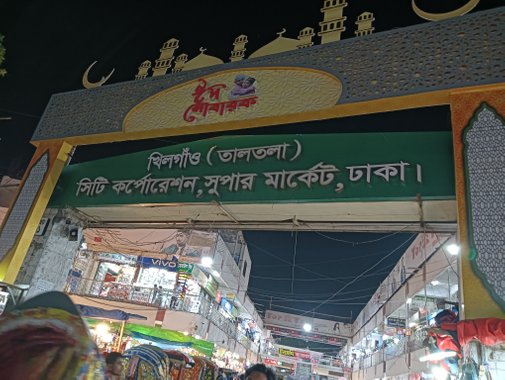 ঈদ
মোবারক
খিলগাঁও (তালতলা)
সিটি কর্পোরেশন, সুপার মার্কেট, ঢাকা।
vivo